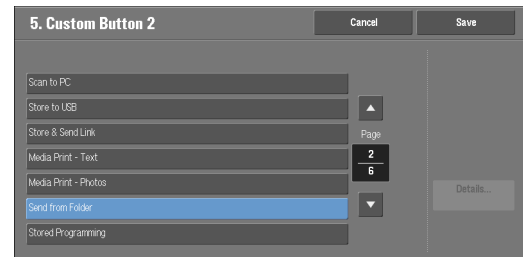 5. Custom Button 2
Cancel
Save
Scan to PC
Store to USB
Store & Send Link
Media Print - Text
Media Print - Photos
Send from Folder
Stored Programming
Page
2
6
Details...